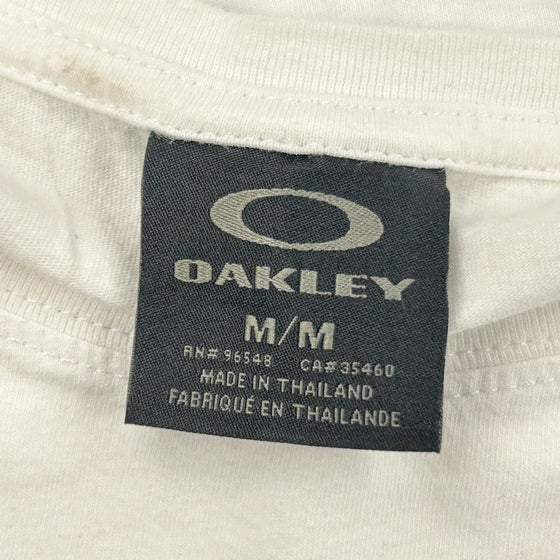 OAKLEY
M/M
RN# 96548 CA# 35460
MADE IN THAILAND
FABRIQUÉ EN THAILANDE